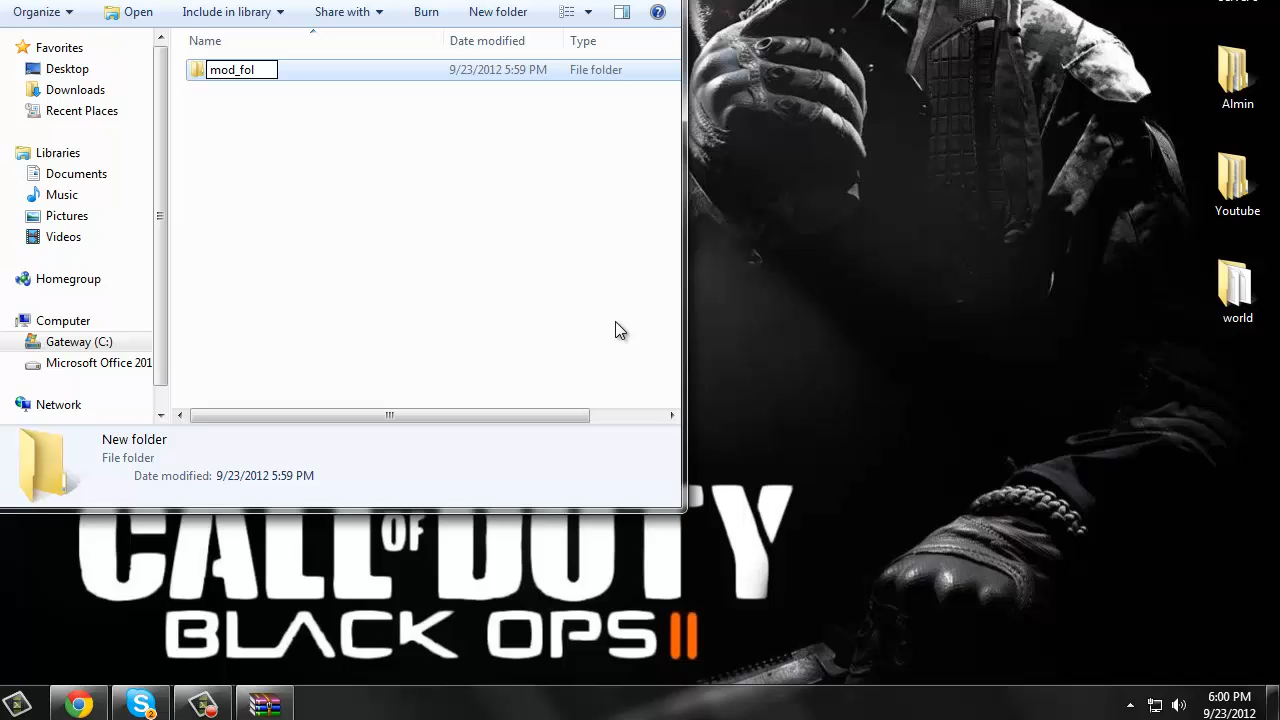 Organize Open Include in library Share with Burn New folder
Name Date modified Type
mod_fol 9/23/2012 5:59 PM File folder
Favorites
Desktop
Downloads
Recent Places
Libraries
Documents
Music
Pictures
Videos
Homegroup
Computer
Gateway (C:)
Microsoft Office 201
Network
New folder
File folder
Date modified: 9/23/2012 5:59 PM
Almin
Youtube
world
CALL OF DUTY
BLACK OPS II
2
6:00 PM
9/23/2012